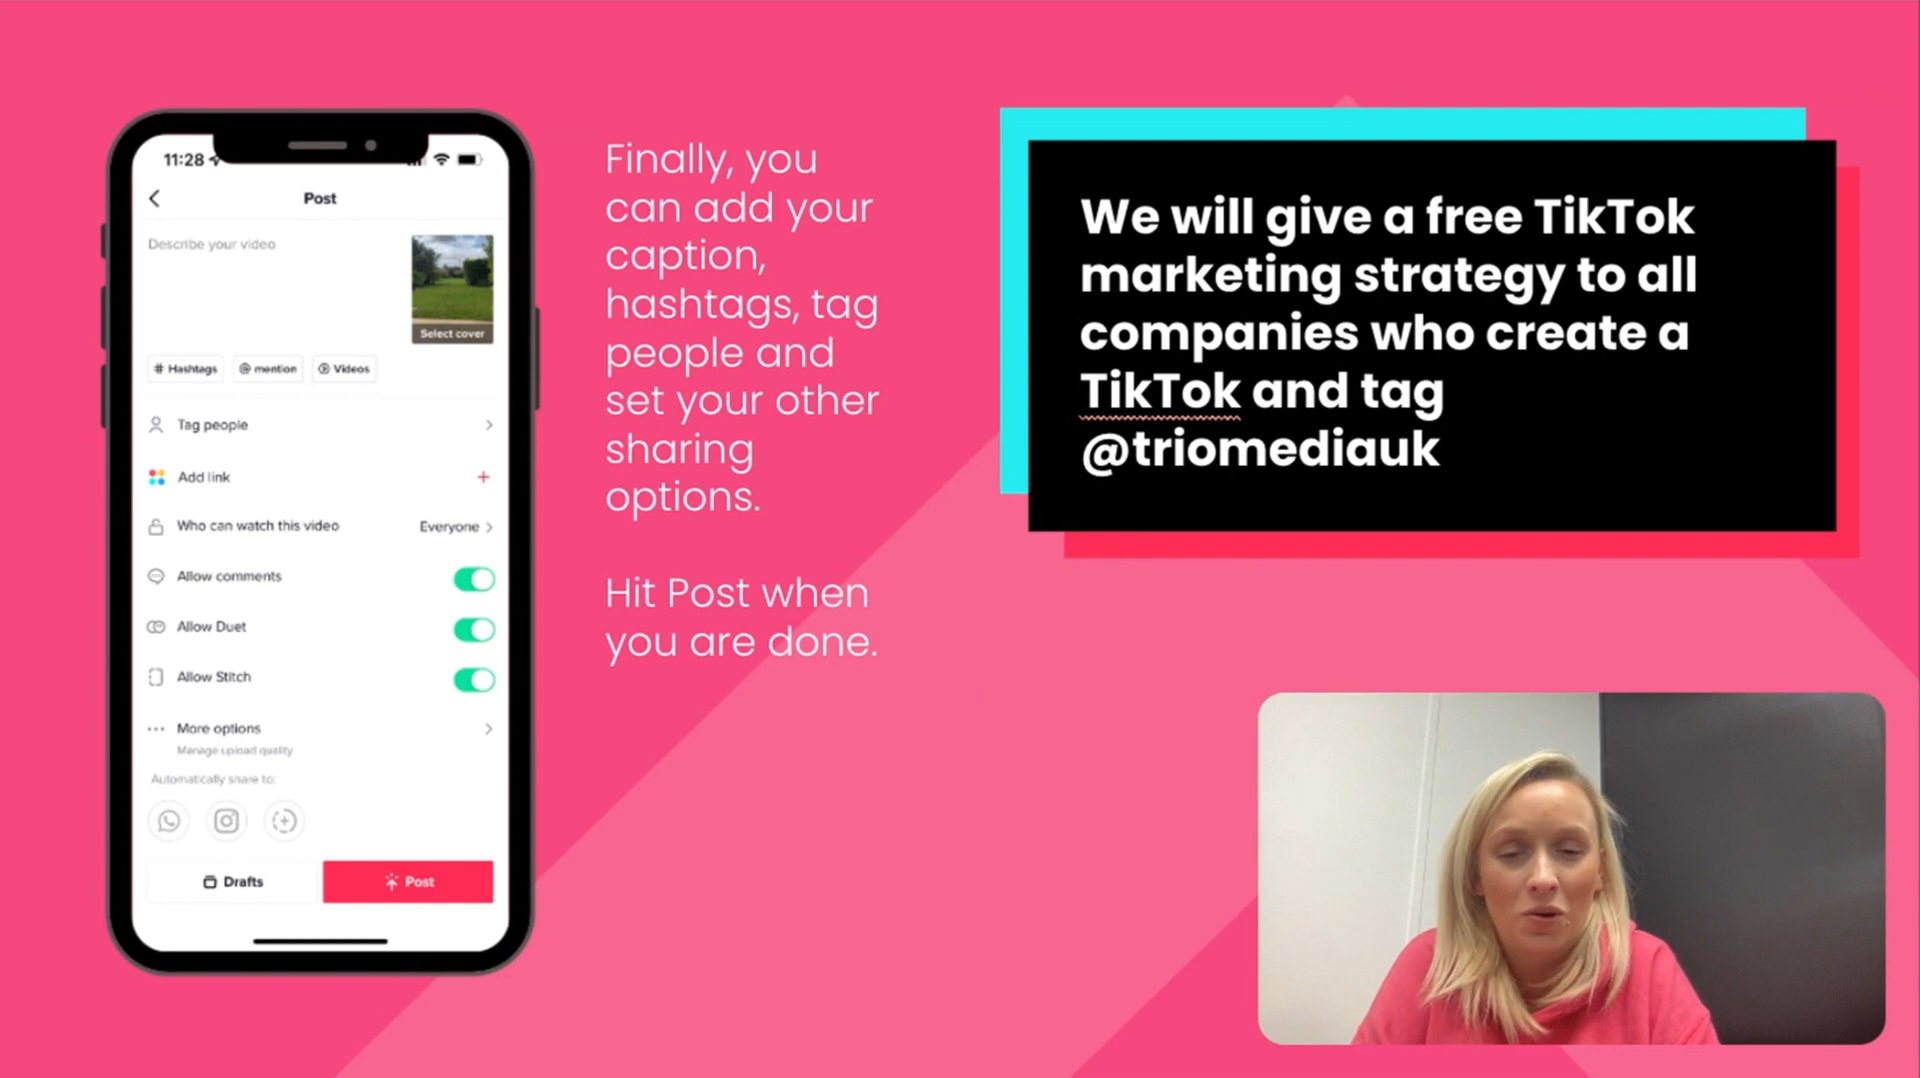 11:28
Post
Describe your video
Select cover
# Hashtags
@ mention
Videos
Tag people
Add link
Who can watch this video
Everyone
Allow comments
Allow Duet
Allow Stitch
More options
Manage upload quality
Automatically share to:
Drafts
Post
Finally, you
can add your
caption,
hashtags, tag
people and
set your other
sharing
options.
Hit Post when
you are done.
We will give a free TikTok
marketing strategy to all
companies who create a
TikTok and tag
@triomediauk